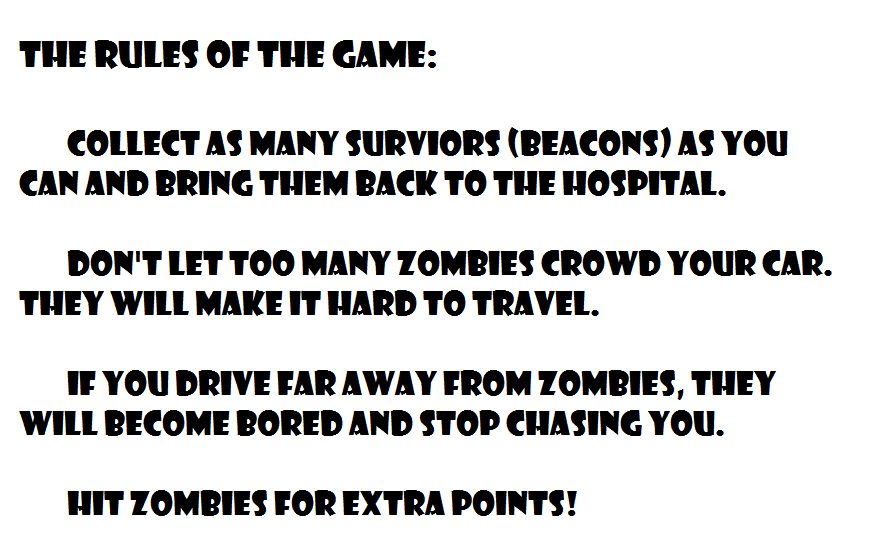 THE RULES OF THE GAME:
COLLECT AS MANY SURVIORS (BEACONS) AS YOU
CAN AND BRING THEM BACK TO THE HOSPITAL.
DON'T LET TOO MANY ZOMBIES CROWD YOUR CAR.
THEY WILL MAKE IT HARD TO TRAVEL.
IF YOU DRIVE FAR AWAY FROM ZOMBIES, THEY
WILL BECOME BORED AND STOP CHASING YOU.
HIT ZOMBIES FOR EXTRA POINTS!